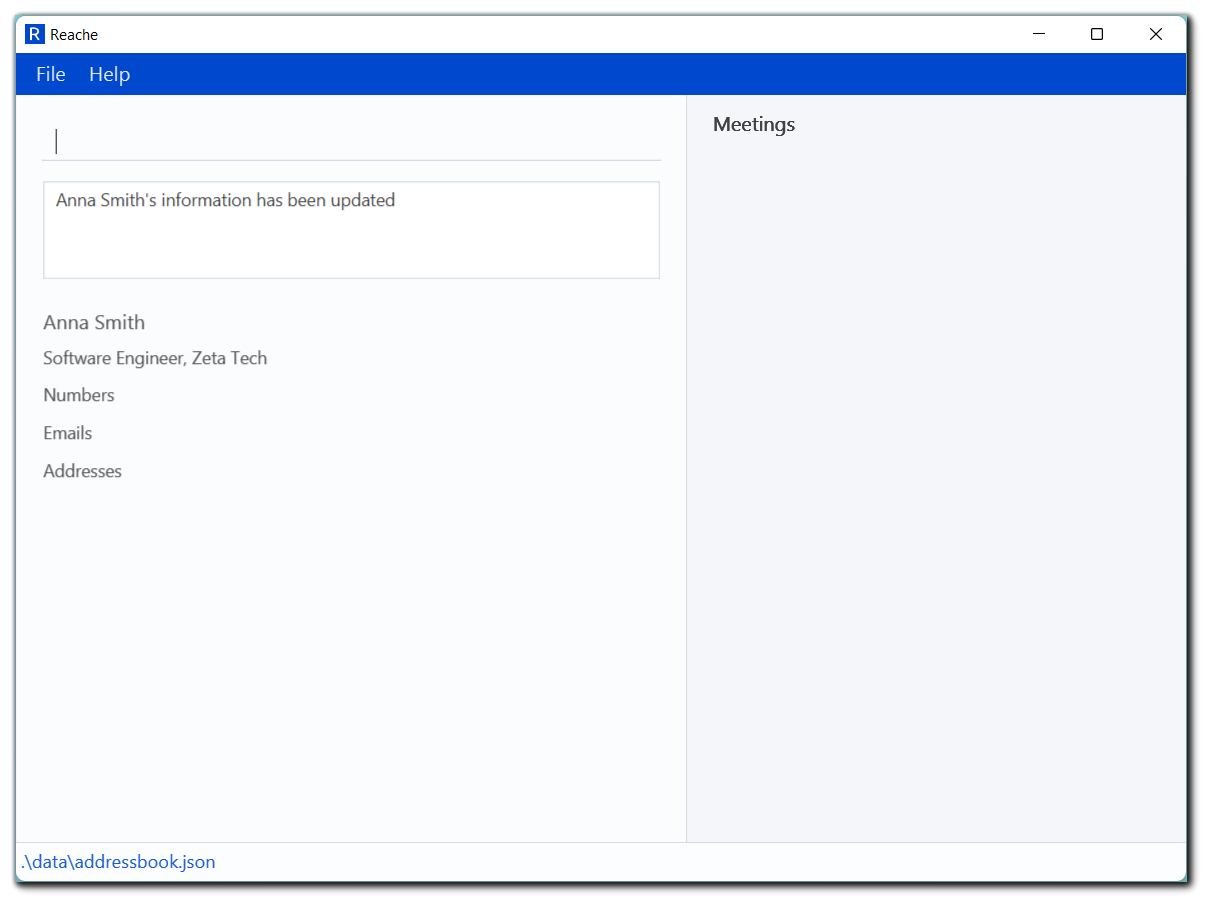 R Reache
File Help
Anna Smith's information has been updated
Anna Smith
Software Engineer, Zeta Tech
Numbers
Emails
Addresses
Meetings
.\data\addressbook.json